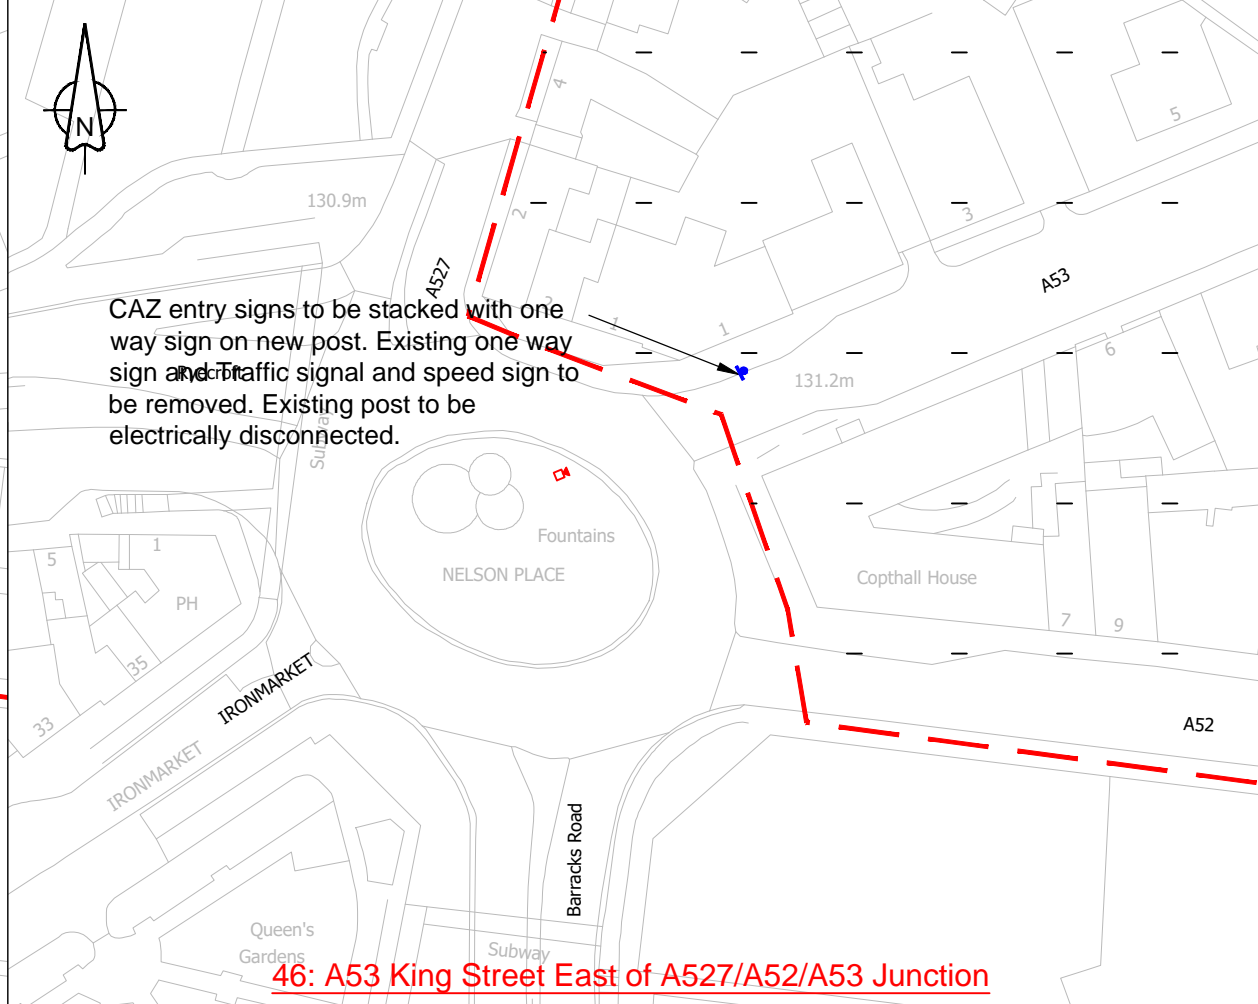 N
4
5
130.9m
2
3
A527
A53
CAZ entry signs to be stacked with one
way sign on new post. Existing one way
sign and Traffic signal and speed sign to
be removed. Existing post to be
electrically disconnected.
Ryecroft
2
1
1
6
131.2m
Subway
Fountains
NELSON PLACE
5
1
PH
Copthall House
7
9
35
33
IRONMARKET
IRONMARKET
A52
Barracks Road
Queen's
Gardens
Subway
46: A53 King Street East of A527/A52/A53 Junction